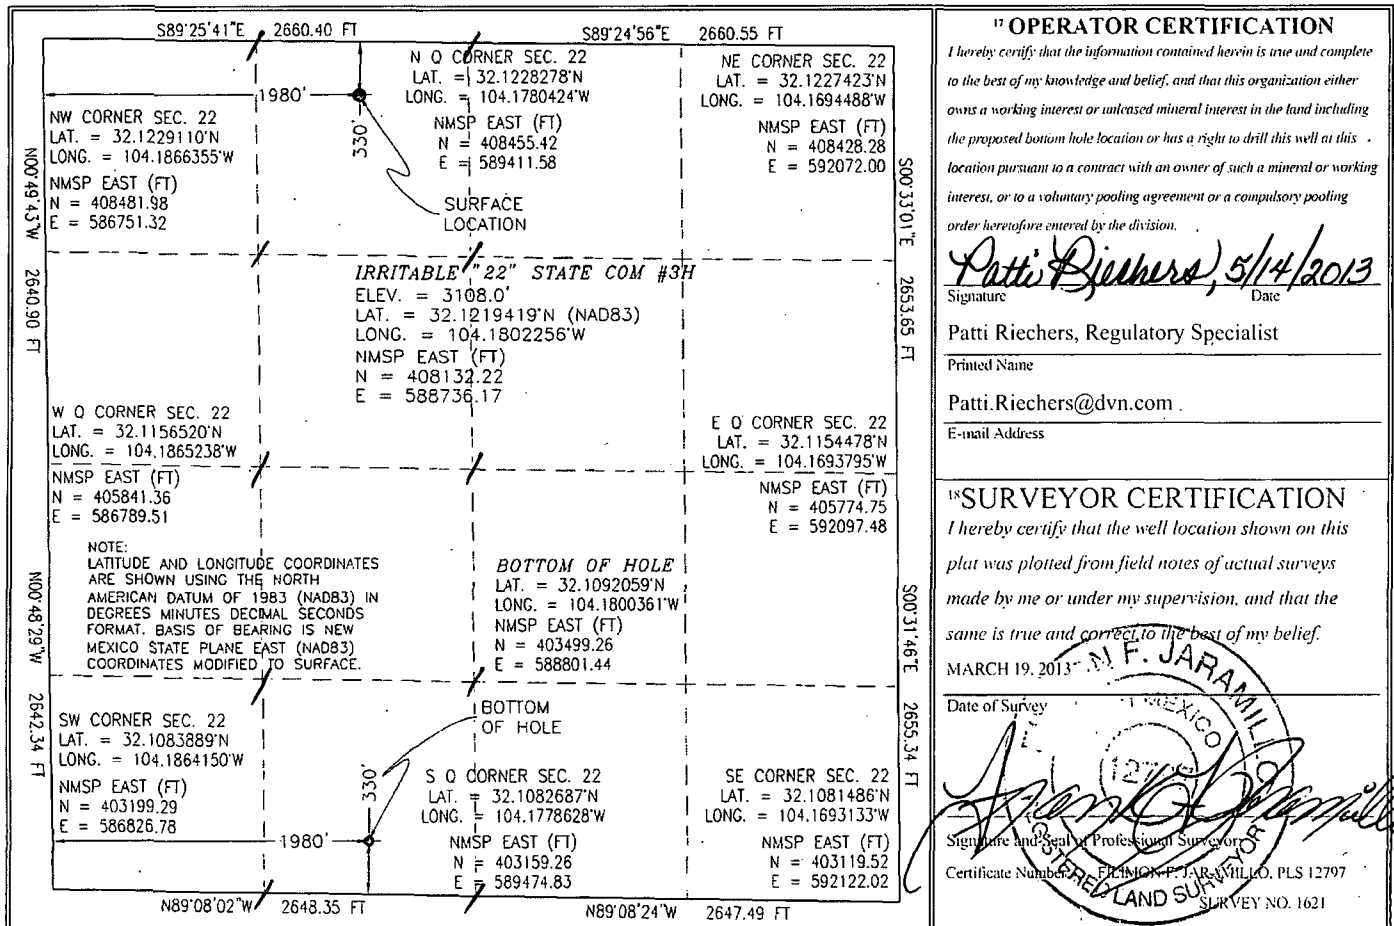 S89°25'41"E 2660.40 FT
S89°24'56"E 2660.55 FT
N Q CORNER SEC. 22
LAT. = 32.1228278'N
LONG. = 104.1780424'W
NMSP EAST (FT)
N = 408455.42
E = 589411.58
NE CORNER SEC. 22
LAT. = 32.1227423'N
LONG. = 104.1694488'W
NMSP EAST (FT)
N = 408428.28
E = 592072.00
1980'
330'
NW CORNER SEC. 22
LAT. = 32.1229110'N
LONG. = 104.1866355'W
NMSP EAST (FT)
N = 408481.98
E = 586751.32
SURFACE
LOCATION
N00°49'43"W 2640.90 FT
S00°33'01"E 2653.65 FT
IRRITABLE "22" STATE COM #3H
ELEV. = 3108.0'
LAT. = 32.1219419'N (NAD83)
LONG. = 104.1802256'W
NMSP EAST (FT)
N = 408132.22
E = 588736.17
W Q CORNER SEC. 22
LAT. = 32.1156520'N
LONG. = 104.1865238'W
NMSP EAST (FT)
N = 405841.36
E = 586789.51
E Q CORNER SEC. 22
LAT. = 32.1154478'N
LONG. = 104.1693795'W
NMSP EAST (FT)
N = 405774.75
E = 592097.48
NOTE:
LATITUDE AND LONGITUDE COORDINATES
ARE SHOWN USING THE NORTH
AMERICAN DATUM OF 1983 (NAD83) IN
DEGREES MINUTES DECIMAL SECONDS
FORMAT. BASIS OF BEARING IS NEW
MEXICO STATE PLANE EAST (NAD83)
COORDINATES MODIFIED TO SURFACE.
BOTTOM OF HOLE
LAT. = 32.1092059'N
LONG. = 104.1800361'W
NMSP EAST (FT)
N = 403499.26
E = 588801.44
N00°48'29"W 2642.34 FT
S00°31'46"E 2655.34 FT
BOTTOM
OF HOLE
SW CORNER SEC. 22
LAT. = 32.1083889'N
LONG. = 104.1864150'W
NMSP EAST (FT)
N = 403199.29
E = 586826.78
330'
1980'
S Q CORNER SEC. 22
LAT. = 32.1082687'N
LONG. = 104.1778628'W
NMSP EAST (FT)
N = 403159.26
E = 589474.83
SE CORNER SEC. 22
LAT. = 32.1081486'N
LONG. = 104.1693133'W
NMSP EAST (FT)
N = 403119.52
E = 592122.02
N89°08'02"W 2648.35 FT
N89°08'24"W 2647.49 FT
17 OPERATOR CERTIFICATION
I hereby certify that the information contained herein is true and complete
to the best of my knowledge and belief, and that this organization either
owns a working interest or unleased mineral interest in the land including
the proposed bottom hole location or has a right to drill this well at this
location pursuant to a contract with an owner of such a mineral or working
interest, or to a voluntary pooling agreement or a compulsory pooling
order heretofore entered by the division.
Patti Riechers, 5/14/2013
Signature Date
Patti Riechers, Regulatory Specialist
Printed Name
Patti.Riechers@dvn.com
E-mail Address
18 SURVEYOR CERTIFICATION
I hereby certify that the well location shown on this
plat was plotted from field notes of actual surveys
made by me or under my supervision, and that the
same is true and correct to the best of my belief.
MARCH 19, 2013
Date of Survey
N F. JARAMILLO
MEXICO
127
Signature and Seal of Professional Surveyor
Certificate Number FILIMON F. JARAMILLO, PLS 12797
STERED LAND SURVEYOR
SURVEY NO. 1621